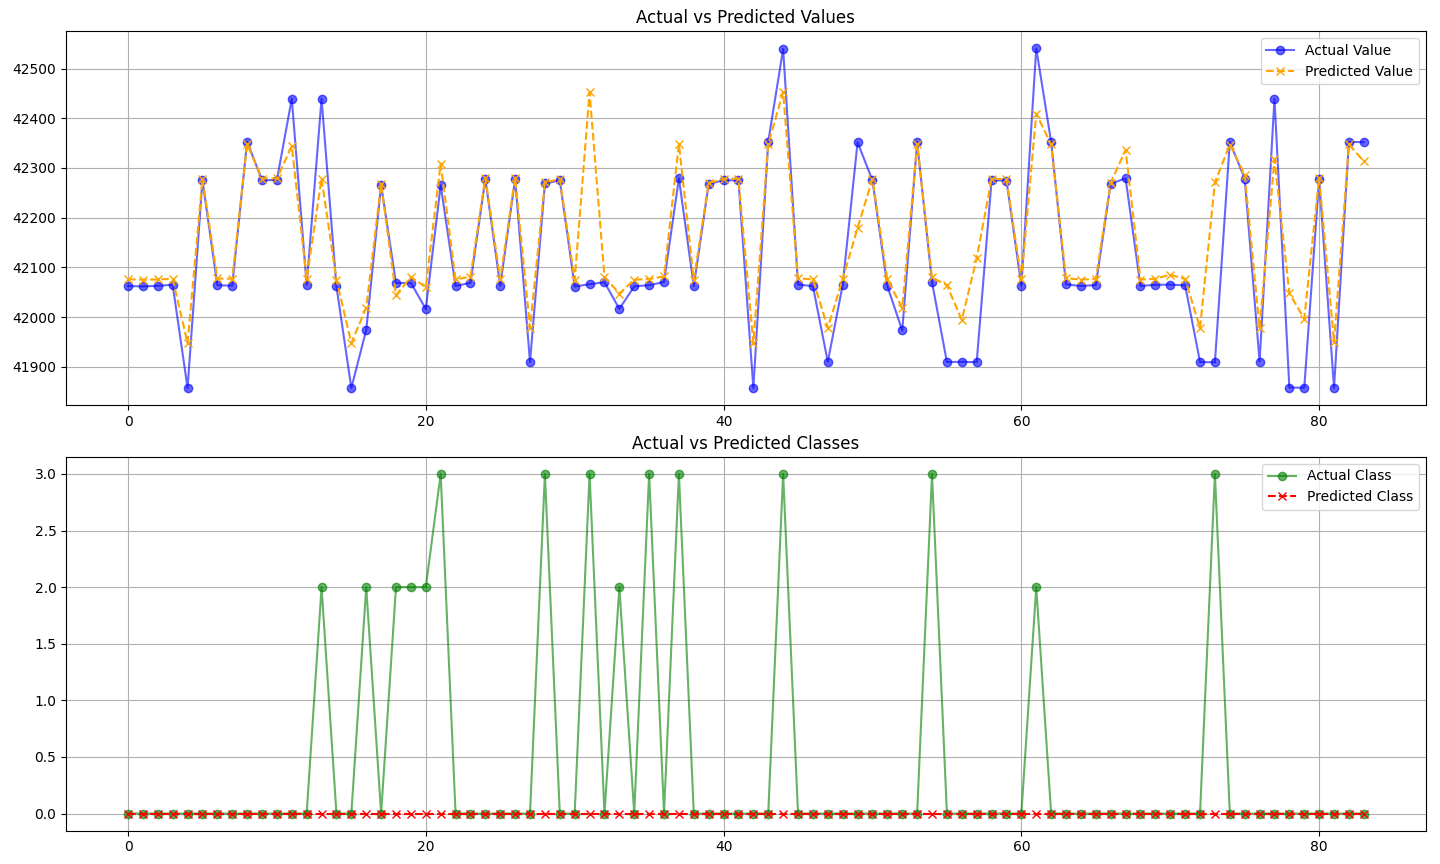 Actual vs Predicted Values
42500
42400
42300
42200
42100
42000
41900
Actual Value
Predicted Value
0 20 40 60 80
Actual vs Predicted Classes
3.0
2.5
2.0
1.5
1.0
0.5
0.0
Actual Class
Predicted Class
0 20 40 60 80